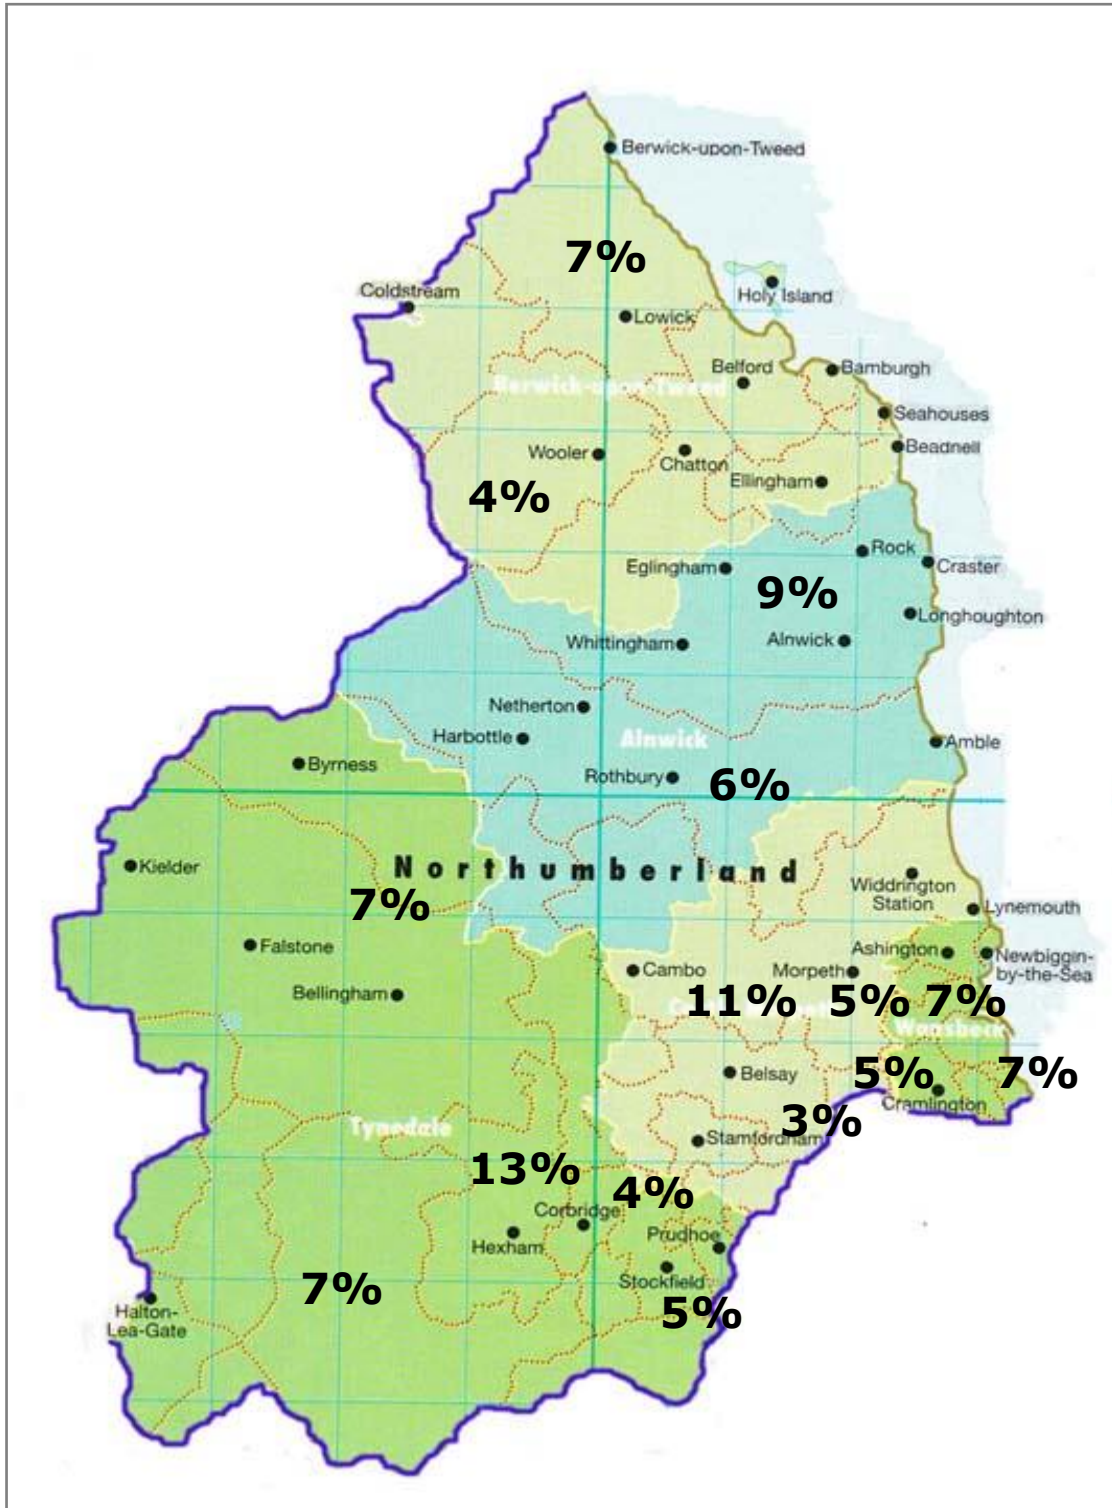 Berwick-upon-Tweed
7%
Coldstream
Holy Island
Lowick
Belford
Bamburgh
Berwick-upon-Tweed
Seahouses
Beadnell
Wooler
Chatton
Ellingham
4%
Rock
Eglingham
Craster
9%
Longhoughton
Whittingham
Alnwick
Netherton
Harbottle
Alnwick
Amble
Byrness
Rothbury
6%
Kielder
Northumberland
Widdrington
Station
7%
Lynemouth
Falstone
Ashington
Newbiggin-
by-the-Sea
Cambo
Morpeth
Bellingham
11%
5%
7%
Wansbeck
Belsay
5%
7%
Cramlington
3%
Tynedale
Stamfordham
13%
4%
Corbridge
Prudhoe
Hexham
Stockfield
7%
5%
Halton-
Lea-Gate